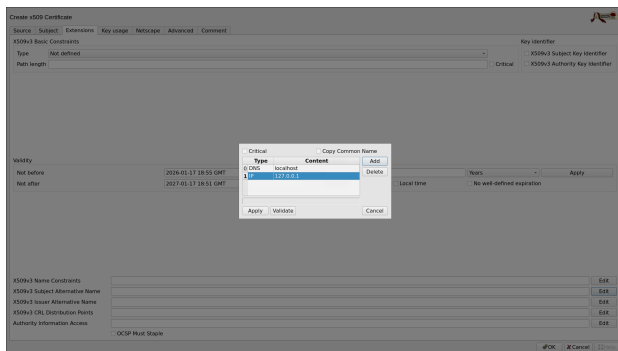 Create x509 Certificate
Source Subject Extensions Key usage Netscape Advanced Comment
X509v3 Basic Constraints
Key identifier
Type Not defined
X509v3 Subject Key Identifier
Path length
Critical
X509v3 Authority Key Identifier
Critical Copy Common Name
Type Content Add
0 DNS localhost
Delete
1 IP 127.0.0.1
Validity
Not before 2026-01-17 18:55 GMT Years Apply
Not after 2027-01-17 18:51 GMT Local time No well-defined expiration
Apply Validate Cancel
X509v3 Name Constraints Edit
X509v3 Subject Alternative Name Edit
X509v3 Issuer Alternative Name Edit
X509v3 CRL Distribution Points Edit
Authority Information Access Edit
OCSP Must Staple
OK Cancel